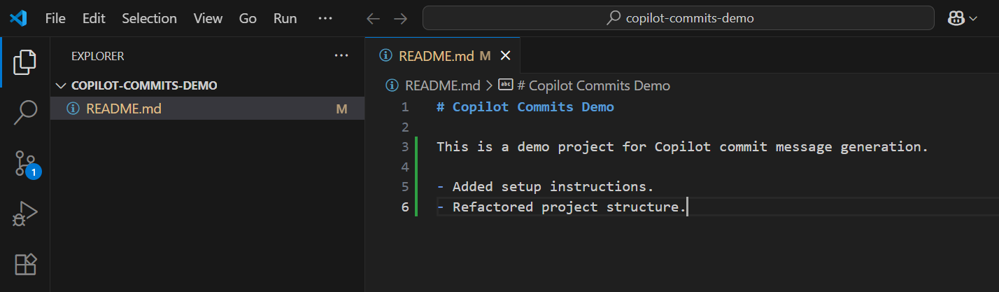 File Edit Selection View Go Run ··· copilot-commits-demo
EXPLORER ···
COPILOT-COMMITS-DEMO
README.md M
1
README.md M
README.md > # Copilot Commits Demo
1 # Copilot Commits Demo
2
3 This is a demo project for Copilot commit message generation.
4
5 - Added setup instructions.
6 - Refactored project structure.